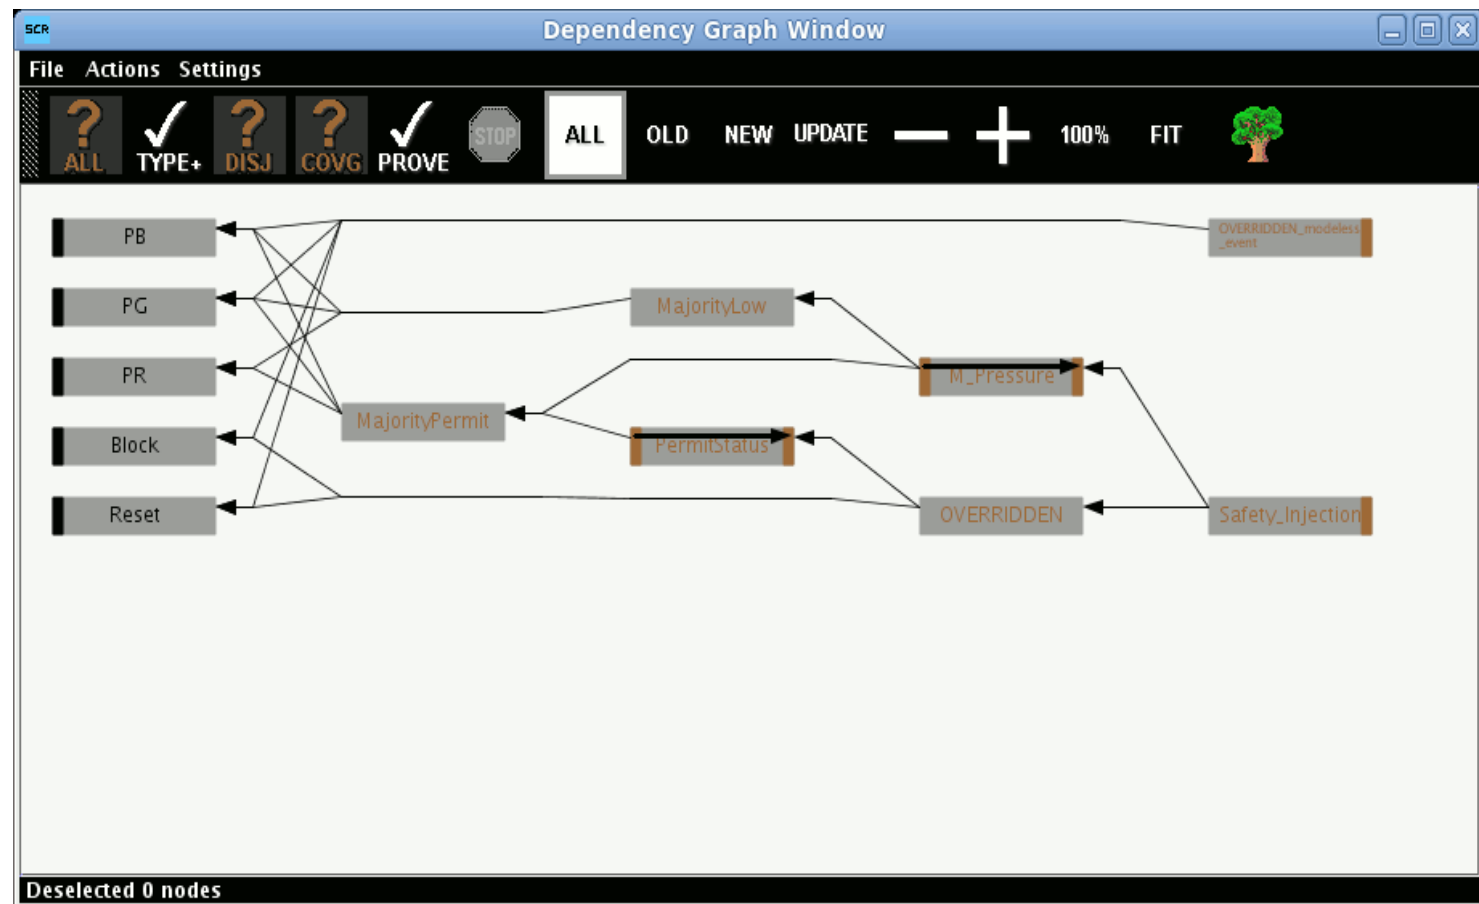 SCR
Dependency Graph Window
File Actions Settings
? ALL
TYPE+
? DISJ
? COVG
PROVE
STOP
ALL
OLD
NEW
UPDATE
100%
FIT
PB
OVERRIDDEN_modeless
_event
PG
MajorityLow
PR
M_Pressure
MajorityPermit
Block
PermitStatus
Reset
OVERRIDDEN
Safety_Injection
Deselected 0 nodes